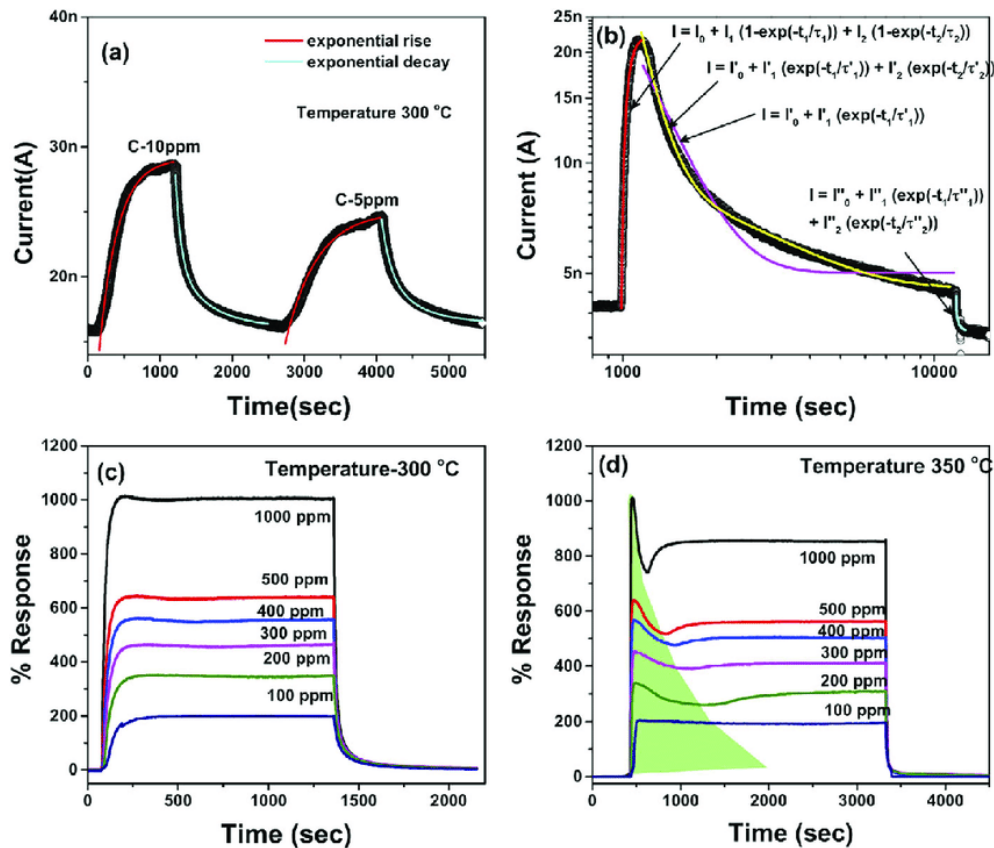 (a)
exponential rise
exponential decay
Temperature 300 °C
C-10ppm
C-5ppm
40n
30n
20n
Current(A)
0 1000 2000 3000 4000 5000
Time(sec)
(b)
I = I₀ + I₁ (1-exp(-t₁/τ₁)) + I₂ (1-exp(-t₂/τ₂))
I = I'₀ + I'₁ (exp(-t₁/τ'₁)) + I'₂ (exp(-t₂/τ'₂))
I = I'₀ + I'₁ (exp(-t₁/τ'₁))
I = I''₀ + I''₁ (exp(-t₁/τ''₁))
+ I''₂ (exp(-t₂/τ''₂))
25n
20n
15n
10n
5n
Current (A)
1000 10000
Time (sec)
(c)
Temperature-300 °C
1000 ppm
500 ppm
400 ppm
300 ppm
200 ppm
100 ppm
1200
1000
800
600
400
200
0
% Response
0 500 1000 1500 2000
Time (sec)
(d)
Temperature 350 °C
1000 ppm
500 ppm
400 ppm
300 ppm
200 ppm
100 ppm
1200
1000
800
600
400
200
0
% Response
0 1000 2000 3000 4000
Time (sec)